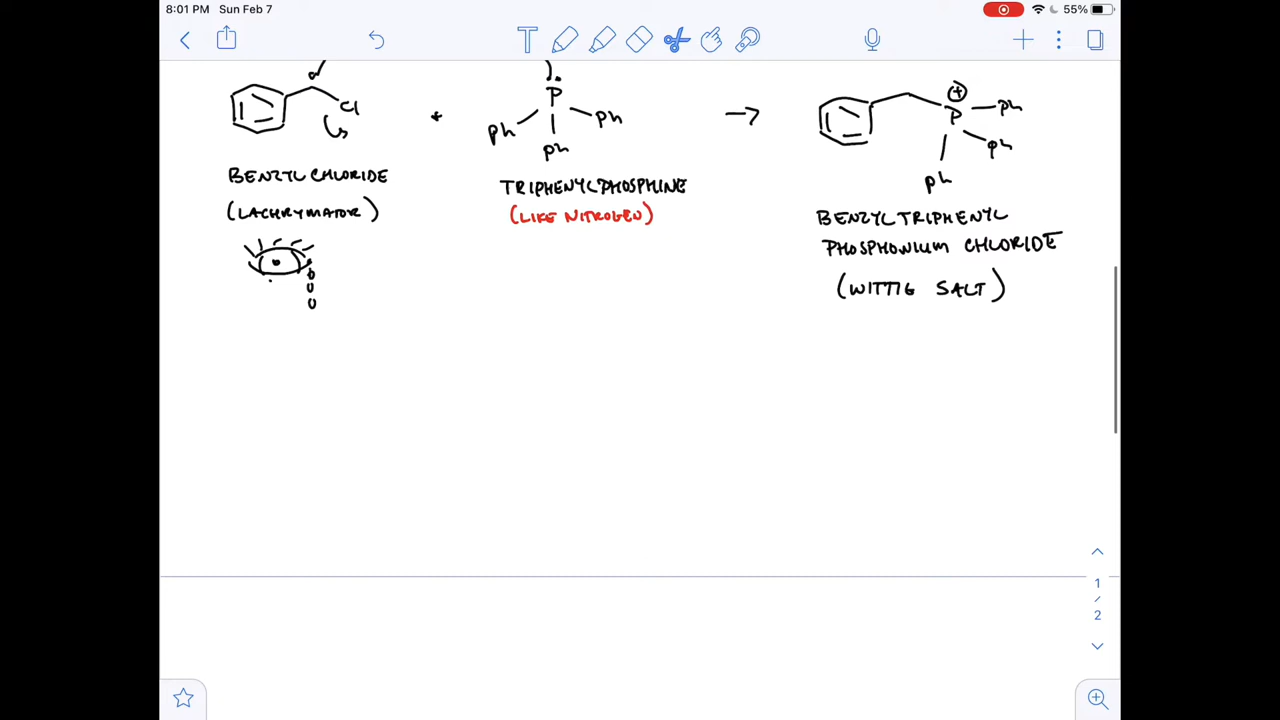 8:01 PM Sun Feb 7
55%
T
Cl
+
P
Ph
Ph
Ph
→
+
P
Ph
Ph
Ph
BENZYL CHLORIDE
(LACHRYMATOR)
TRIPHENYLPHOSPHINE
(LIKE NITROGEN)
BENZYLTRIPHENYL
PHOSPHONIUM CHLORIDE
(WITTIG SALT)
1
/
2